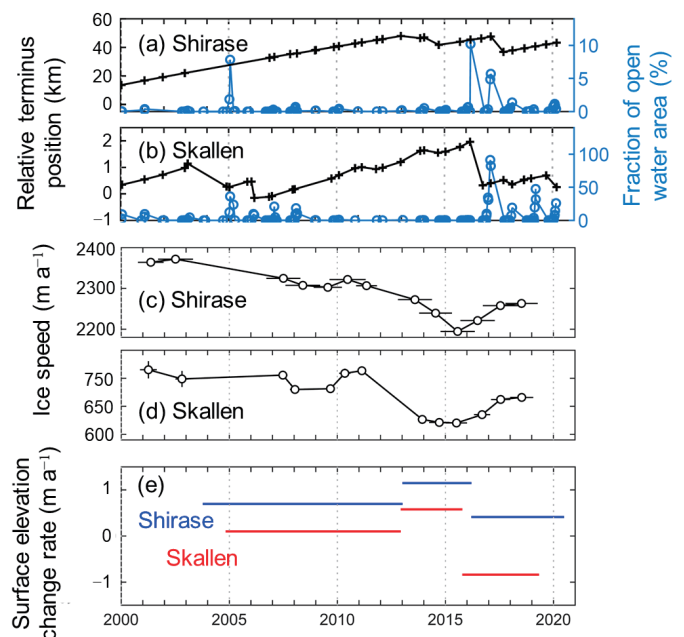 60
40
20
0
(a) Shirase
10
5
0
2
1
0
−1
(b) Skallen
100
50
0
Relative terminus
position (km)
Fraction of open
water area (%)
2400
2300
2200
(c) Shirase
750
650
600
(d) Skallen
Ice speed (m a⁻¹)
1
0
−1
(e)
Shirase
Skallen
Surface elevation
change rate (m a⁻¹)
2000
2005
2010
2015
2020